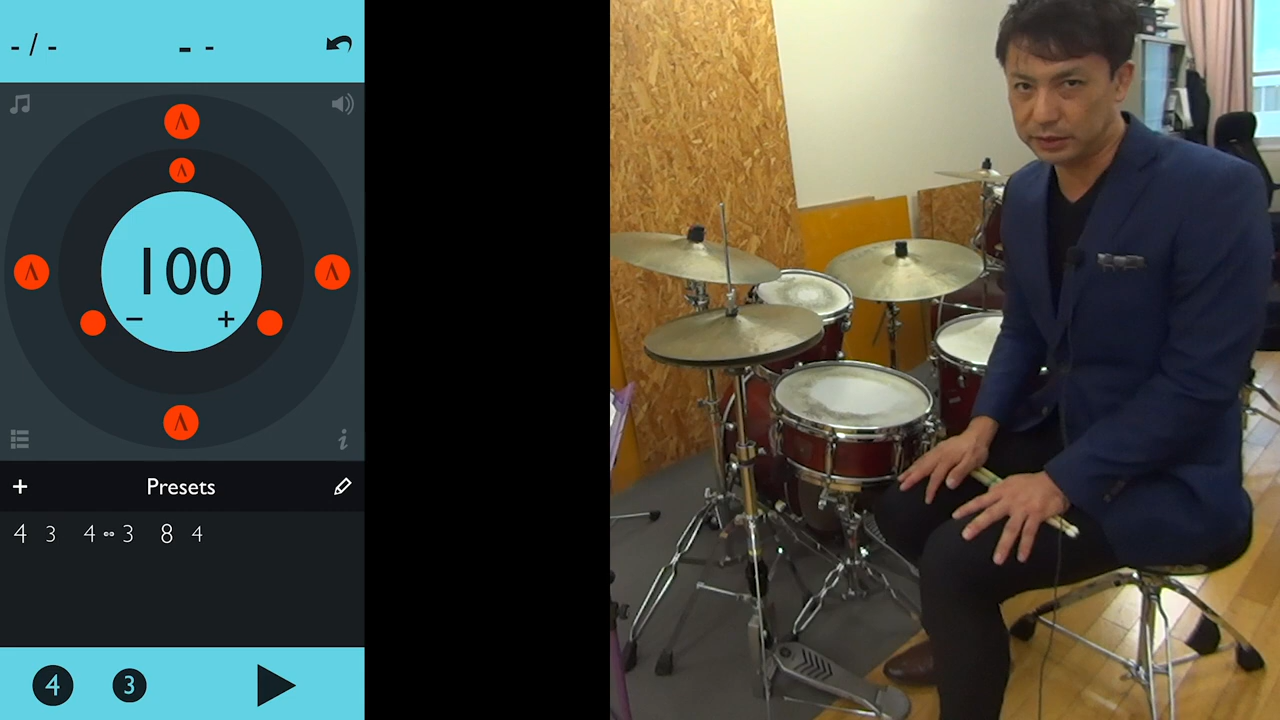 - / - - -
100
− +
+ Presets
4 3 4 ∞ 3 8 4
4 3